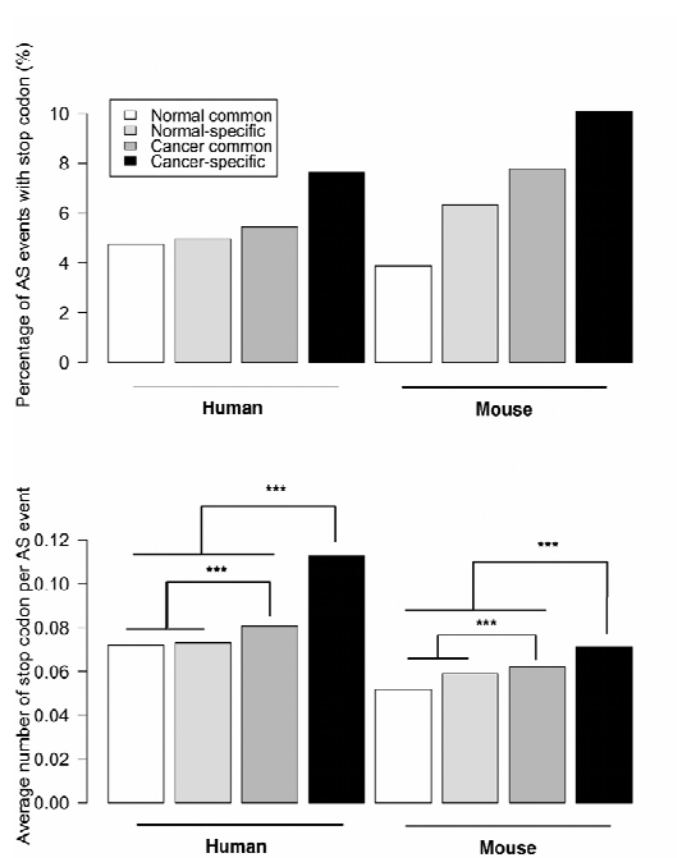 Percentage of AS events with stop codon (%)
10
8
6
4
2
0
Normal common
Normal-specific
Cancer common
Cancer-specific
Human
Mouse
Average number of stop codon per AS event
0.12
0.10
0.08
0.06
0.04
0.02
0.00
***
***
***
***
Human
Mouse